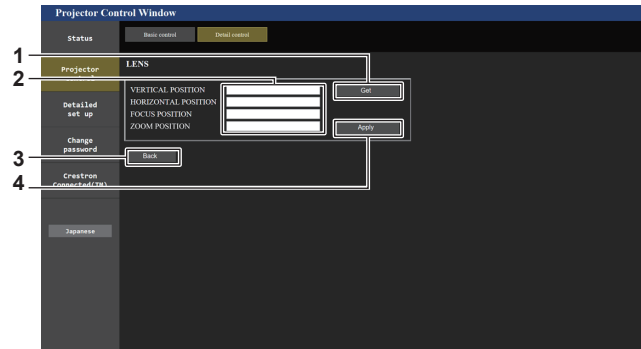 Projector Control Window
Status
Basic control
Detail control
1
Projector
LENS
2
VERTICAL POSITION
Get
HORIZONTAL POSITION
Detailed
set up
FOCUS POSITION
ZOOM POSITION
Apply
Change
password
3
Back
4
Crestron
Connected(TM)
Japanese